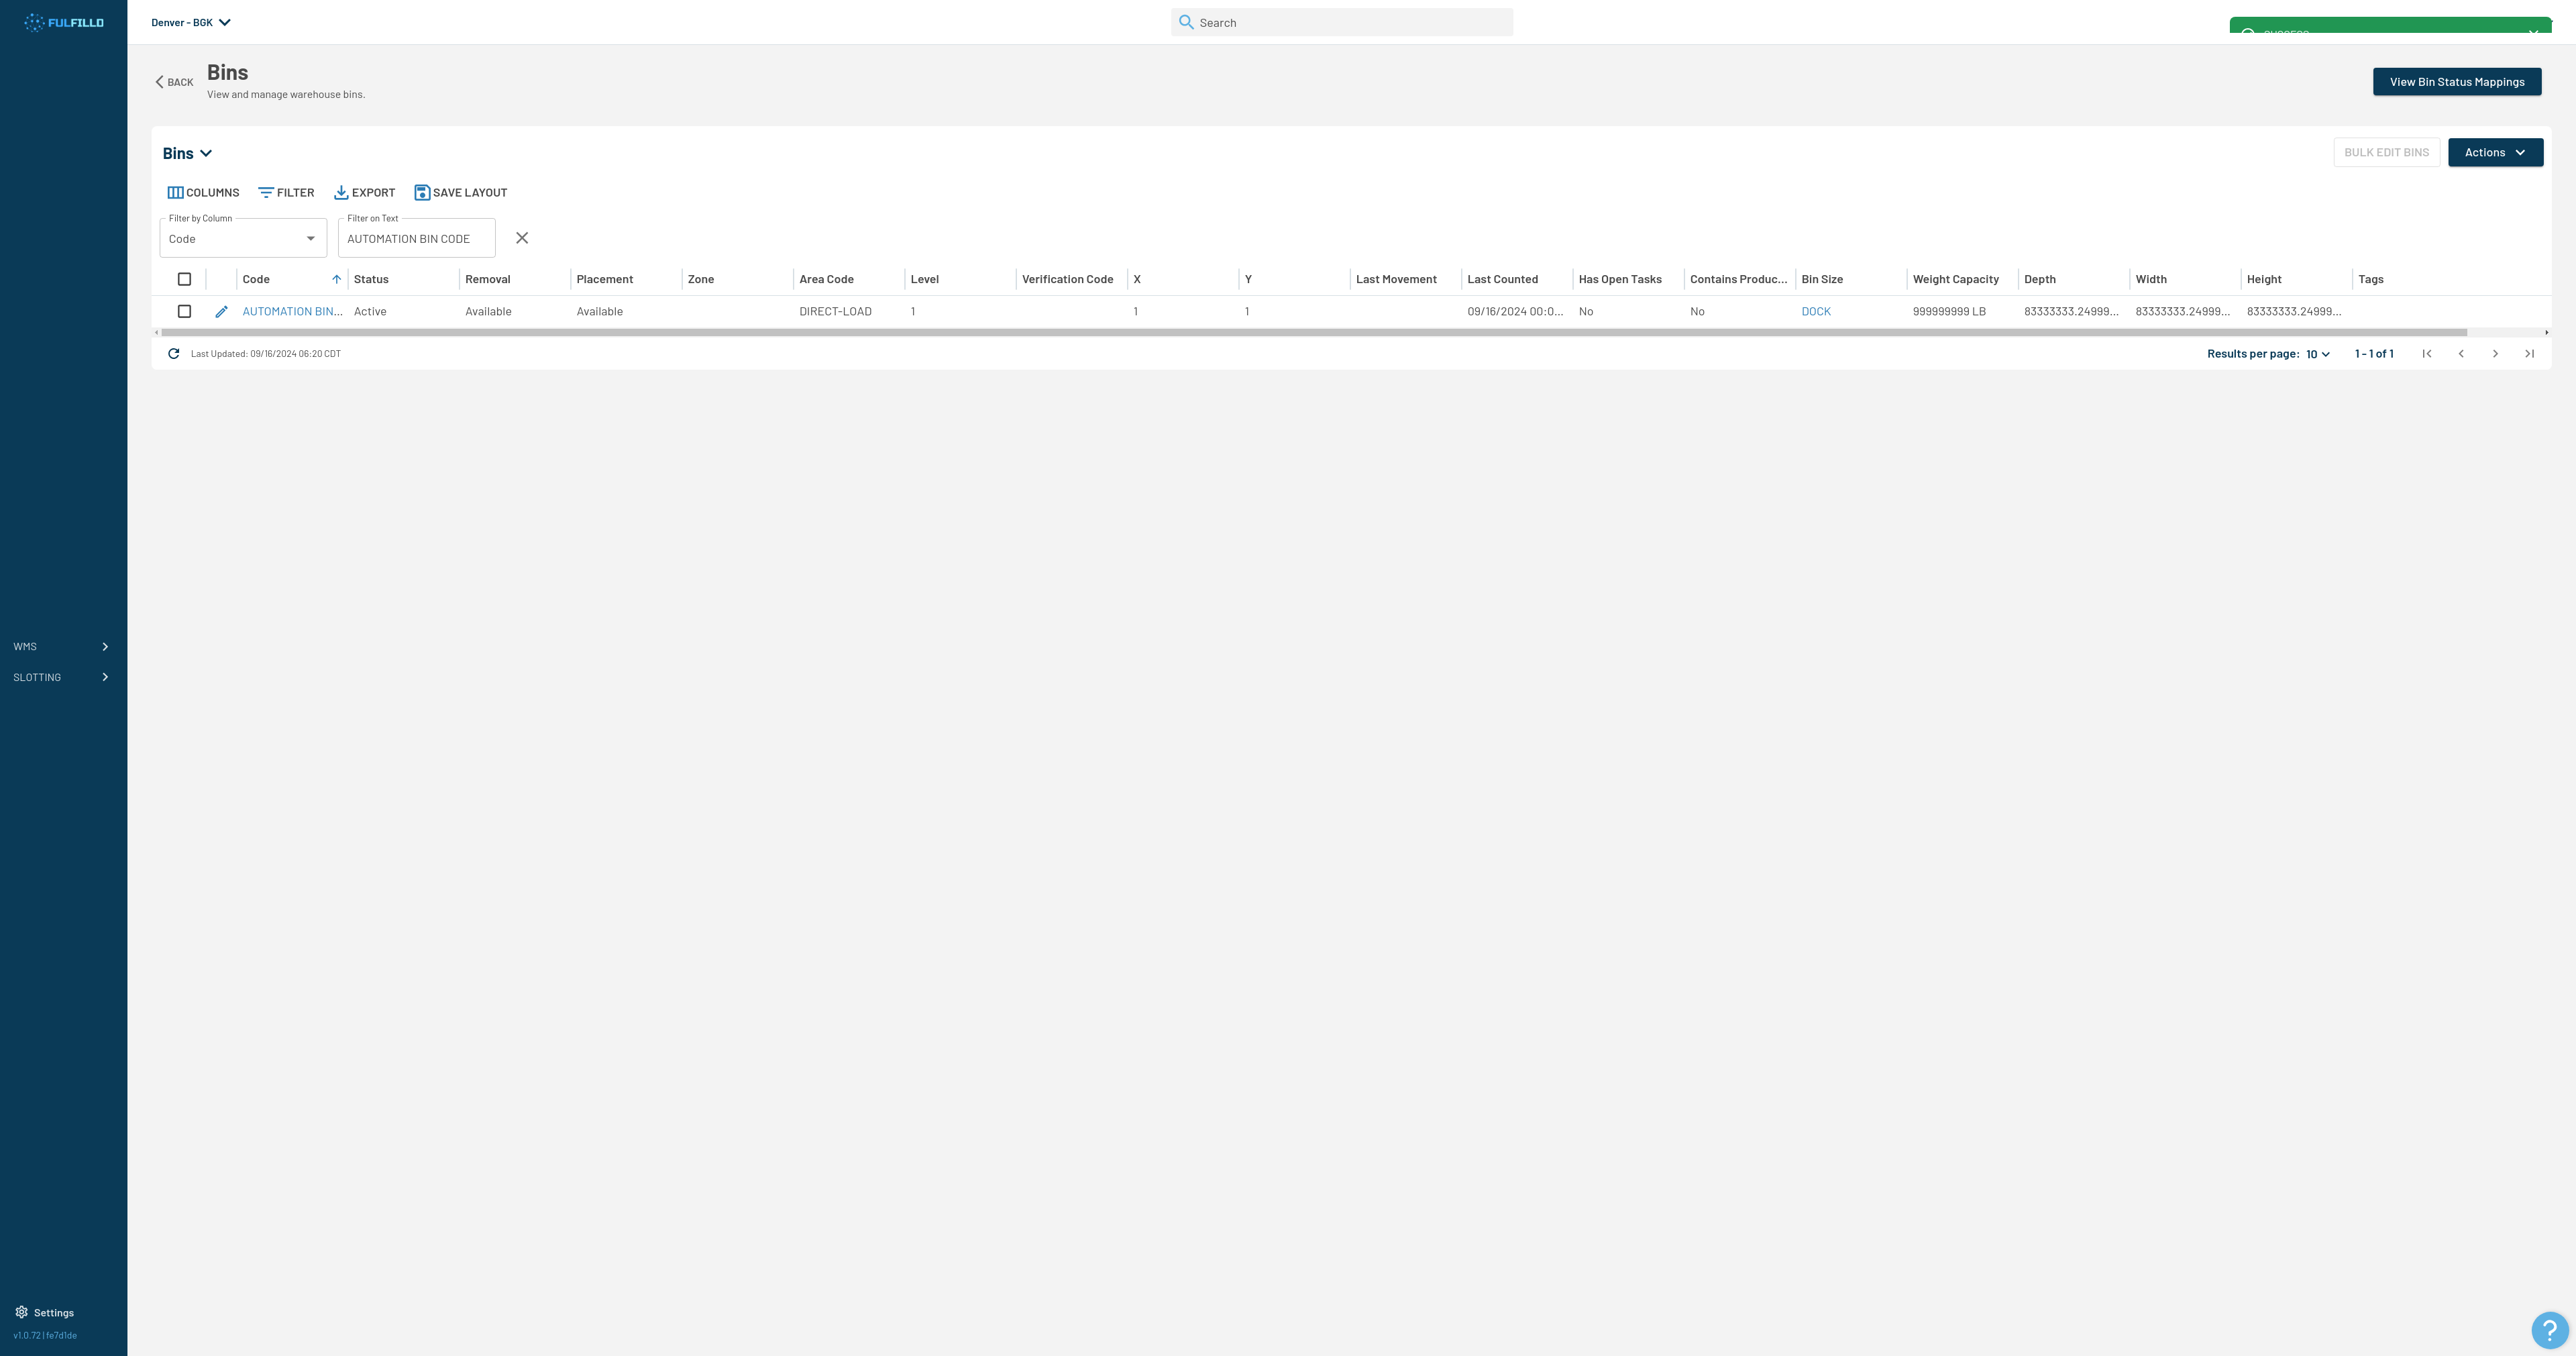 FULFILLD
Denver - BGK
Search
BACK
Bins
View and manage warehouse bins.
View Bin Status Mappings
Bins
BULK EDIT BINS
Actions
COLUMNS FILTER EXPORT SAVE LAYOUT
Filter by Column Filter on Text
Code AUTOMATION BIN CODE
Code Status Removal Placement Zone Area Code Level Verification Code X Y Last Movement Last Counted Has Open Tasks Contains Produc... Bin Size Weight Capacity Depth Width Height Tags
AUTOMATION BIN... Active Available Available DIRECT-LOAD 1 1 1 09/16/2024 00:0... No No DOCK 999999999 LB 83333333.24999... 83333333.24999... 83333333.24999...
Last Updated: 09/16/2024 06:20 CDT
Results per page: 10 1 - 1 of 1
WMS
SLOTTING
Settings
v1.0.72 | fe7d1de